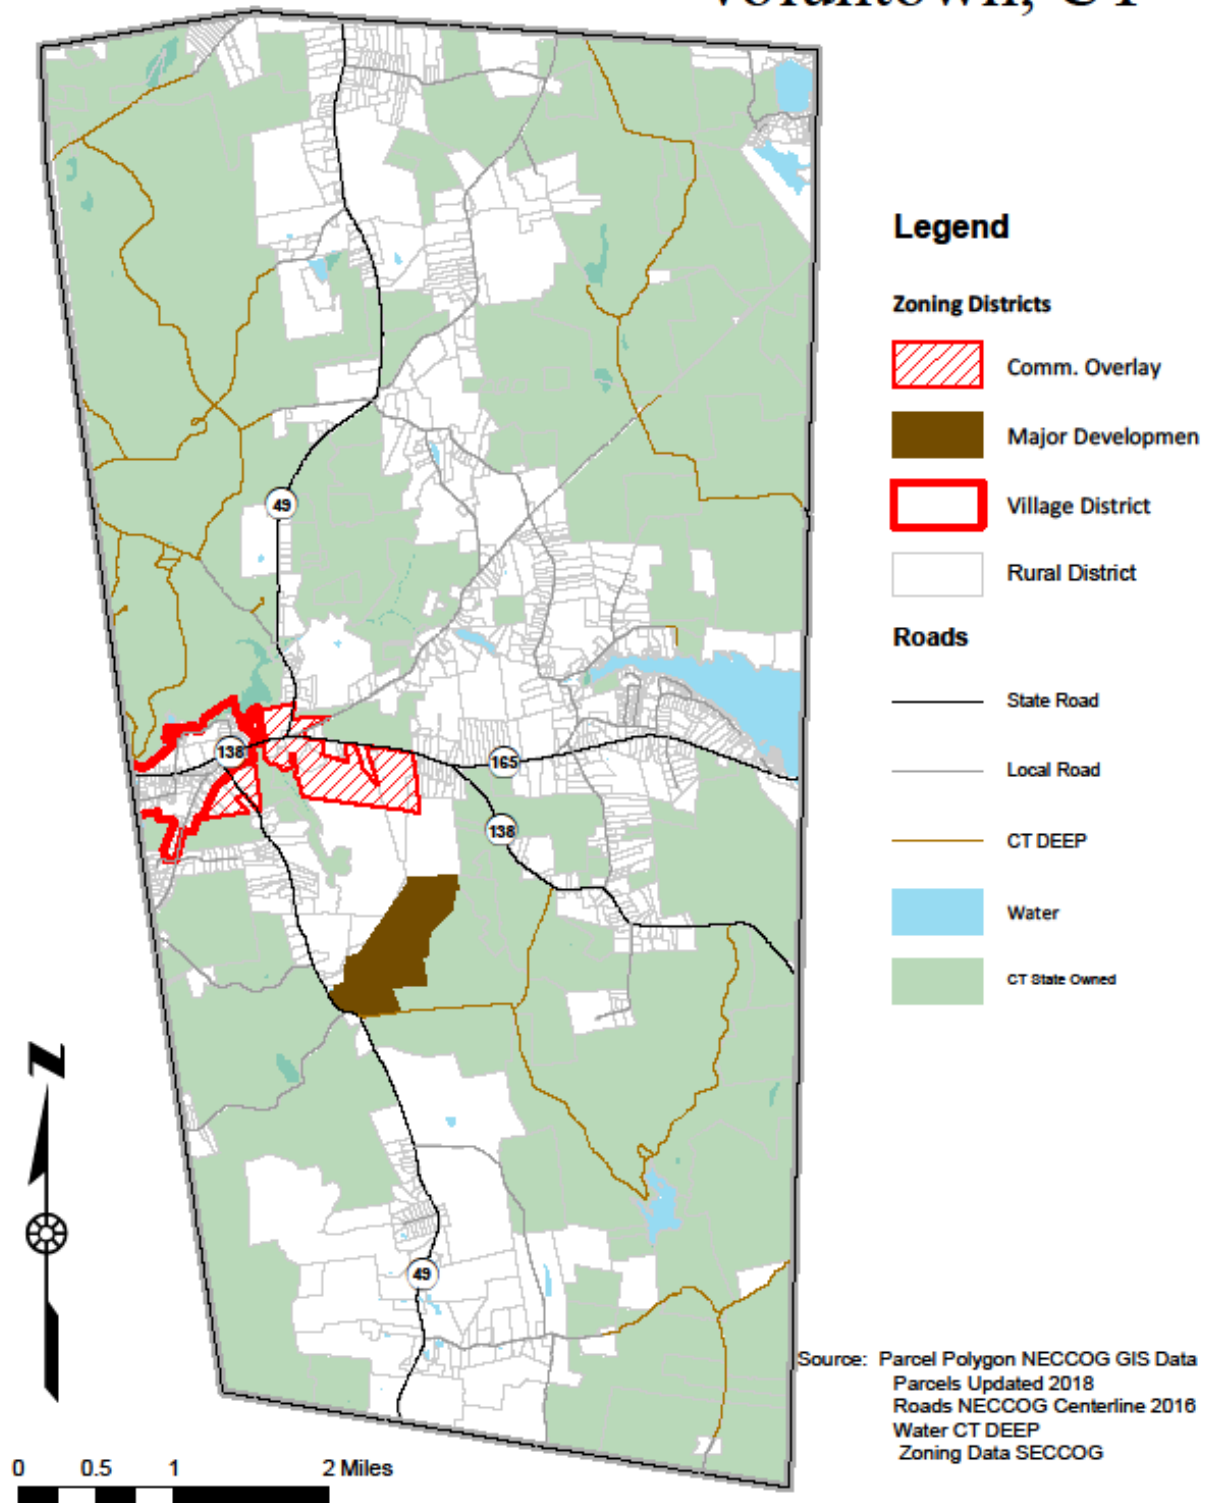 Voluntown, CT
Legend
Zoning Districts
Comm. Overlay
Major Developmen
Village District
Rural District
Roads
State Road
Local Road
CT DEEP
Water
CT State Owned
49
138
165
138
49
N
Source: Parcel Polygon NECCOG GIS Data
Parcels Updated 2018
Roads NECCOG Centerline 2016
Water CT DEEP
Zoning Data SECCOG
0 0.5 1 2 Miles